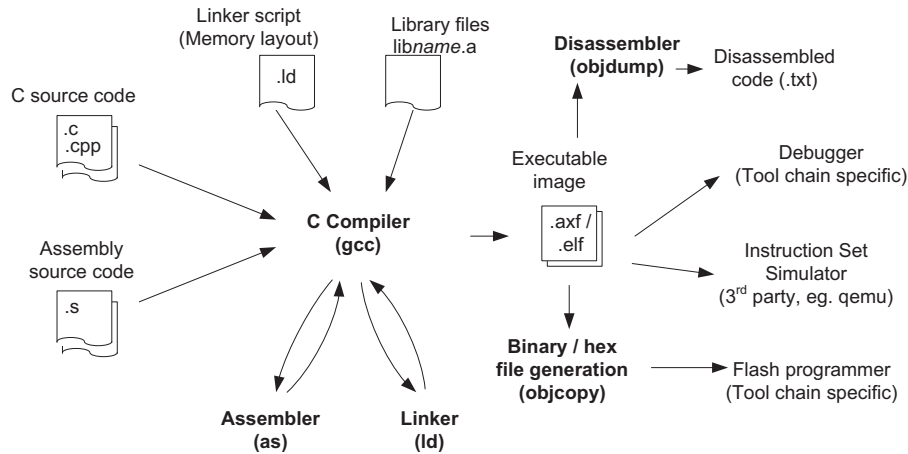 Linker script
(Memory layout)
.ld
Library files
libname.a
Disassembler
(objdump)
Disassembled
code (.txt)
C source code
.c
.cpp
Executable
image
.axf /
.elf
Debugger
(Tool chain specific)
C Compiler
(gcc)
Assembly
source code
.s
Instruction Set
Simulator
(3rd party, eg. qemu)
Binary / hex
file generation
(objcopy)
Flash programmer
(Tool chain specific)
Assembler
(as)
Linker
(ld)